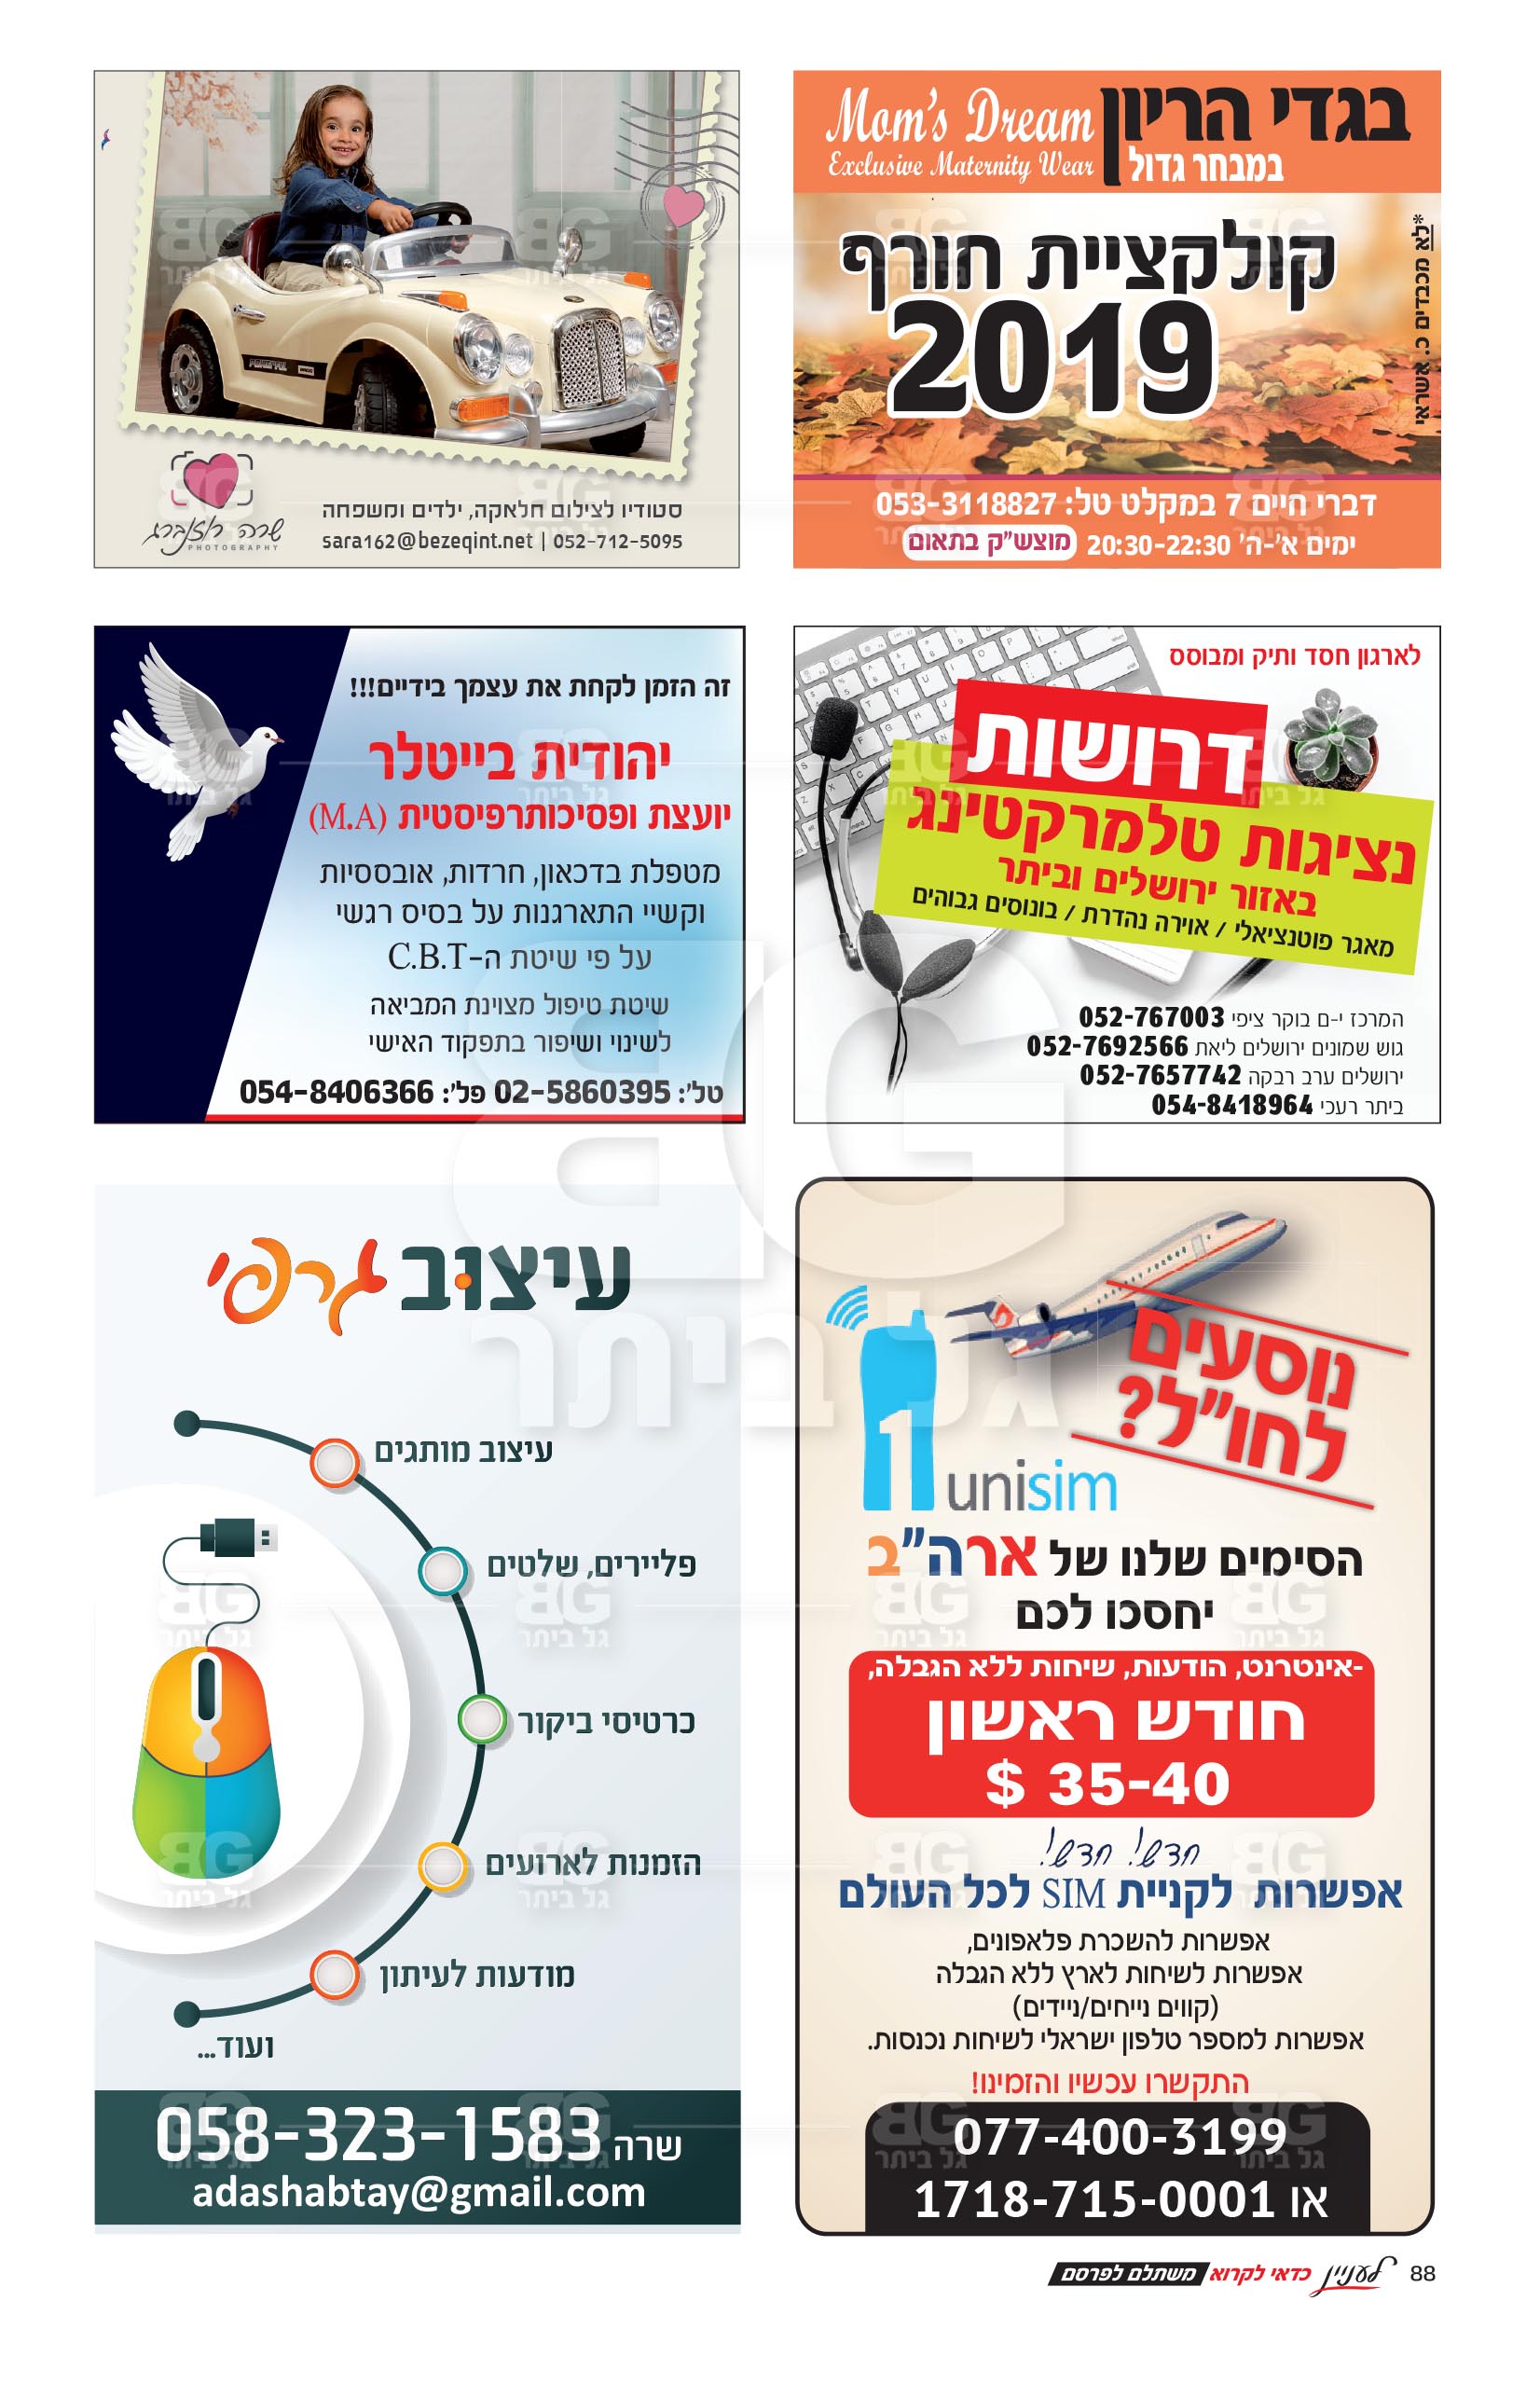 בגדי הריון
במבחר גדול
Mom's Dream
Exclusive Maternity Wear
קולקציית חורף
2019
*לא מכבדים כ. אשראי
דברי חיים 7 במקלט טל: 053-3118827
ימים א'-ה' 20:30-22:30 מוצש"ק בתאום
סטודיו לצילום חלאקה, ילדים ומשפחה
sara162@bezeqint.net | 052-712-5095
שרה
PHOTOGRAPHY
לארגון חסד ותיק ומבוסס
דרושות
נציגות טלמרקטינג
באזור ירושלים וביתר
מאגר פוטנציאלי / אוירה נהדרת / בונוסים גבוהים
המרכז י-ם בוקר ציפי 052-767003
גוש שמונים ירושלים ליאת 052-7692566
ירושלים ערב רבקה 052-7657742
ביתר רעכי 054-8418964
זה הזמן לקחת את עצמך בידיים!!!
יהודית בייטלר
יועצת ופסיכותרפיסטית (M.A)
מטפלת בדכאון, חרדות, אובססיות
וקשיי התארגנות על בסיס רגשי
על פי שיטת ה-C.B.T
שיטת טיפול מצוינת המביאה
לשינוי ושיפור בתפקוד האישי
טל': 02-5860395 פל': 054-8406366
נוסעים
לחו"ל?
1
unisim
הסימים שלנו של ארה"ב
יחסכו לכם
-אינטרנט, הודעות, שיחות ללא הגבלה,
חודש ראשון
35-40 $
חדש! חדש!
אפשרות לקניית SIM לכל העולם
אפשרות להשכרת פלאפונים,
אפשרות לשיחות לארץ ללא הגבלה
(קווים נייחים/ניידים)
אפשרות למספר טלפון ישראלי לשיחות נכנסות.
התקשרו עכשיו והזמינו!
077-400-3199
או 1718-715-0001
עיצוב גרפי
עיצוב מותגים
פליירים, שלטים
כרטיסי ביקור
הזמנות לארועים
מודעות לעיתון
ועוד...
שרה 058-323-1583
adashabtay@gmail.com
88 לעניין כדאי לקרוא משתלם לפרסם
BG
גל ביתר